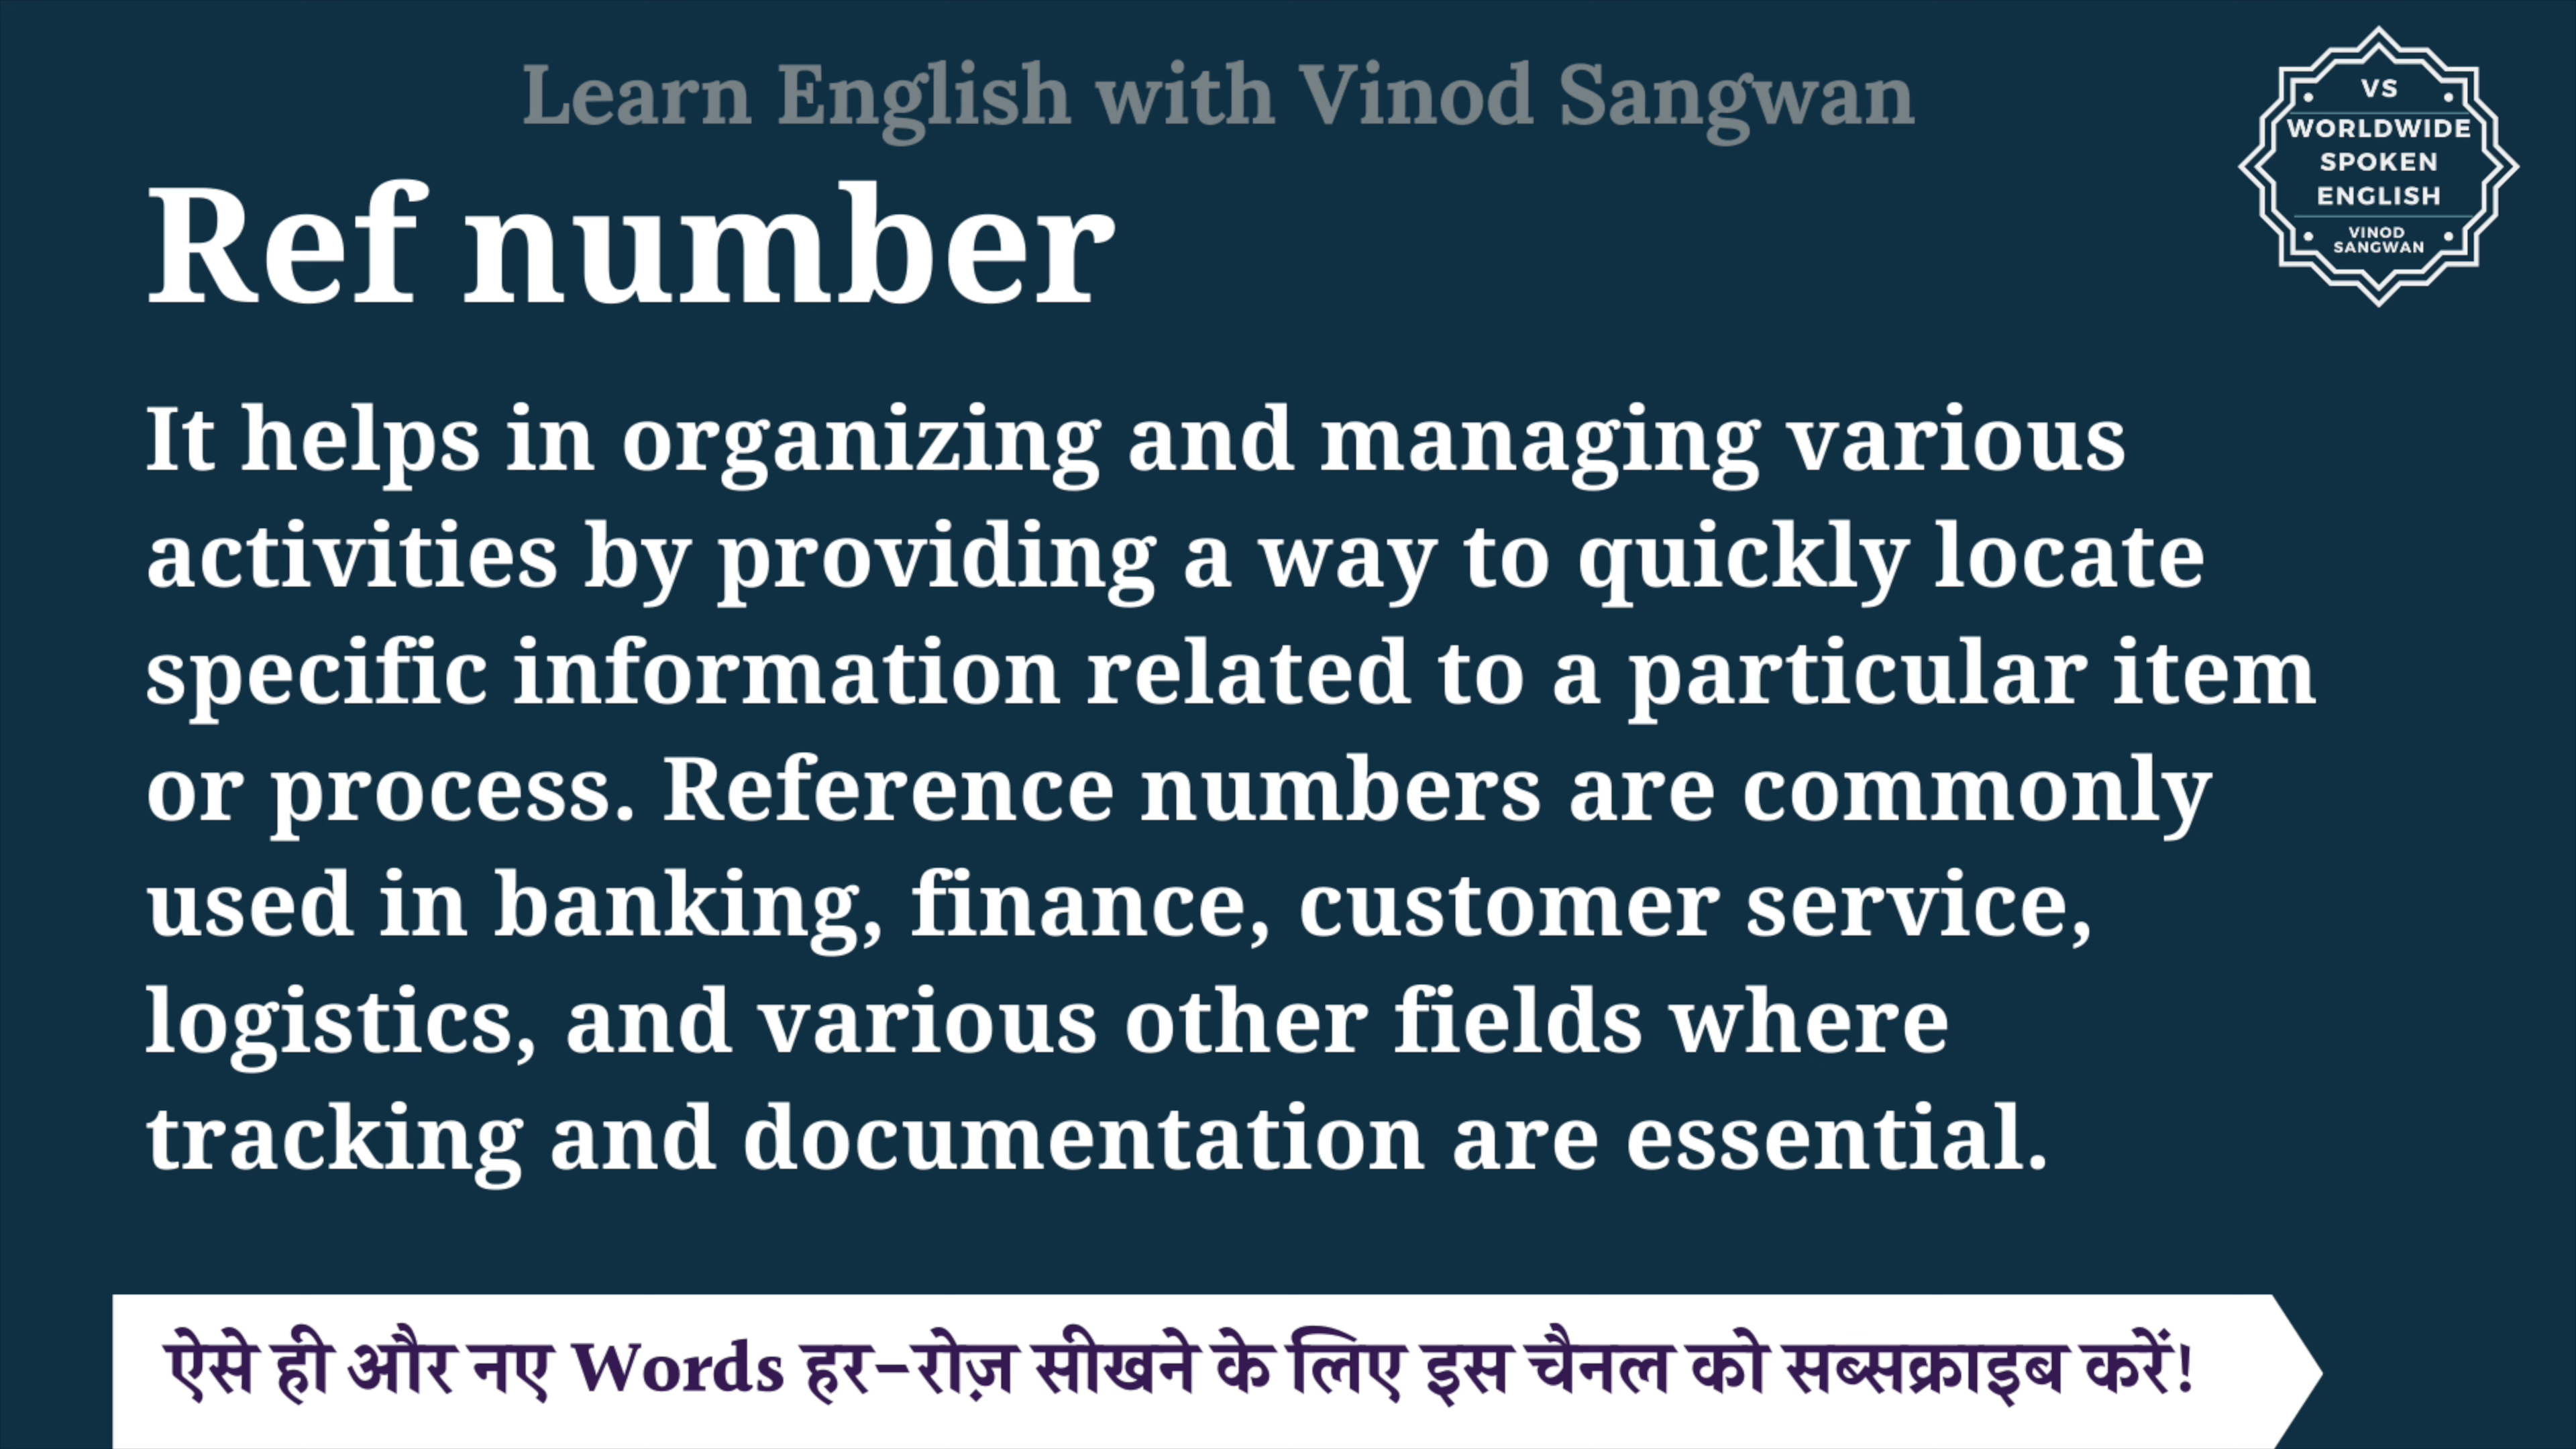 Learn English with Vinod Sangwan
VS
WORLDWIDE
SPOKEN
ENGLISH
VINOD
SANGWAN
Ref number
It helps in organizing and managing various
activities by providing a way to quickly locate
specific information related to a particular item
or process. Reference numbers are commonly
used in banking, finance, customer service,
logistics, and various other fields where
tracking and documentation are essential.
ऐसे ही और नए Words हर-रोज़ सीखने के लिए इस चैनल को सब्सक्राइब करें!